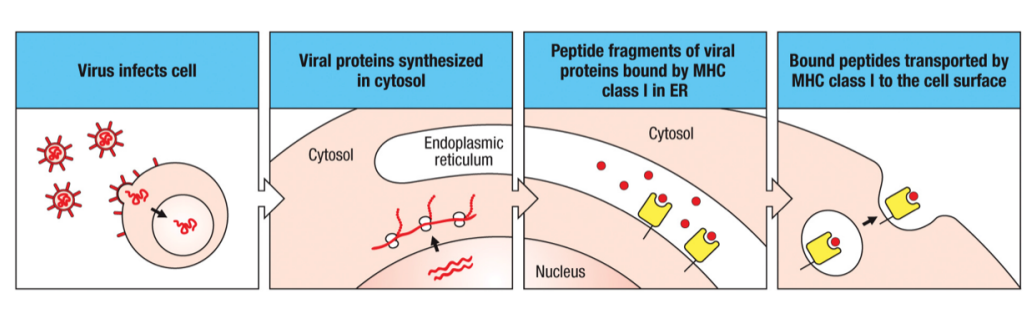 Virus infects cell
Viral proteins synthesized
in cytosol
Cytosol
Endoplasmic
reticulum
Peptide fragments of viral
proteins bound by MHC
class I in ER
Cytosol
Nucleus
Bound peptides transported by
MHC class I to the cell surface